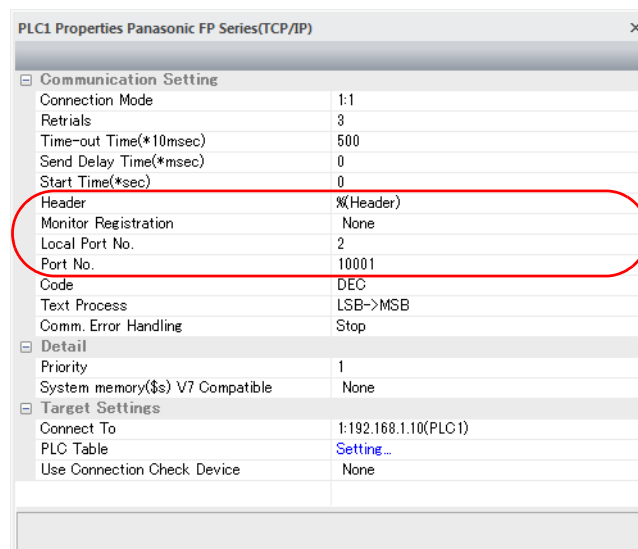 PLC1 Properties Panasonic FP Series(TCP/IP)
Communication Setting
Connection Mode 1:1
Retrials 3
Time-out Time(*10msec) 500
Send Delay Time(*msec) 0
Start Time(*sec) 0
Header %(Header)
Monitor Registration None
Local Port No. 2
Port No. 10001
Code DEC
Text Process LSB->MSB
Comm. Error Handling Stop
Detail
Priority 1
System memory($s) V7 Compatible None
Target Settings
Connect To 1:192.168.1.10(PLC1)
PLC Table Setting...
Use Connection Check Device None